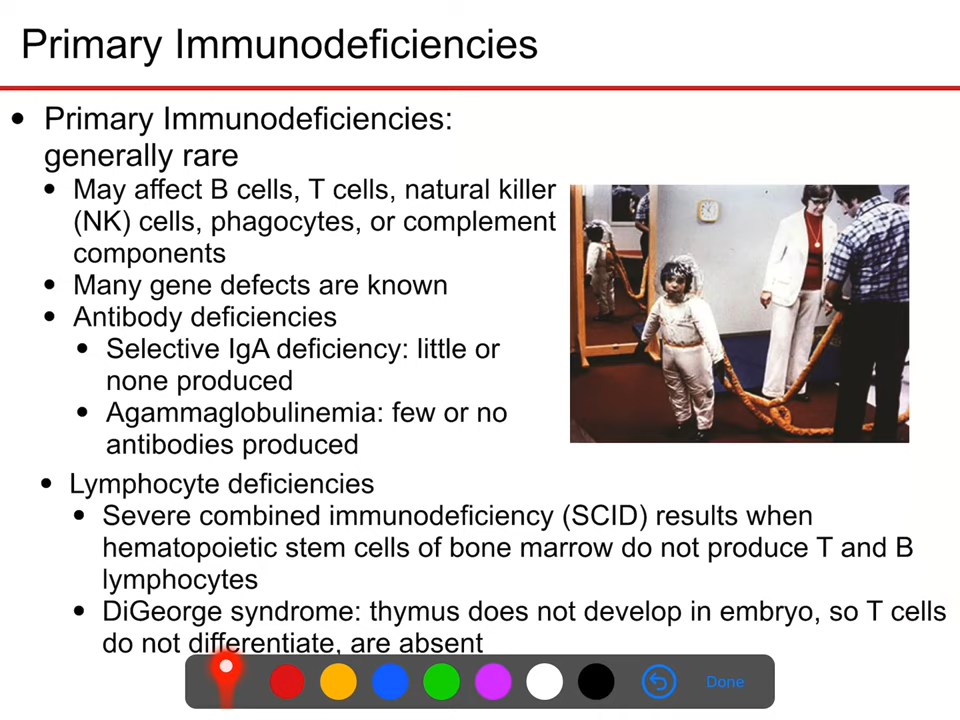 Primary Immunodeficiencies
• Primary Immunodeficiencies:
generally rare
• May affect B cells, T cells, natural killer
(NK) cells, phagocytes, or complement
components
• Many gene defects are known
• Antibody deficiencies
• Selective IgA deficiency: little or
none produced
• Agammaglobulinemia: few or no
antibodies produced
• Lymphocyte deficiencies
• Severe combined immunodeficiency (SCID) results when
hematopoietic stem cells of bone marrow do not produce T and B
lymphocytes
• DiGeorge syndrome: thymus does not develop in embryo, so T cells
do not differentiate, are absent
Done